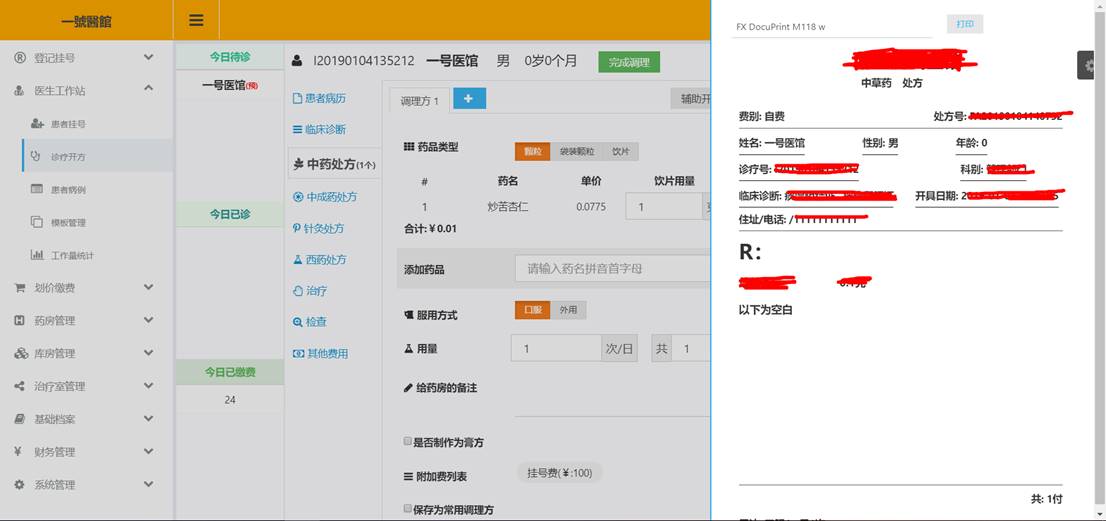 一號醫館
登记挂号
医生工作站
患者挂号
诊疗开方
患者病例
模板管理
工作量统计
划价缴费
药房管理
库房管理
治疗室管理
基础档案
财务管理
系统管理
今日待诊
一号医馆(预)
今日已诊
今日已缴费
24
I20190104135212 一号医馆 男 0岁0个月 完成调理
患者病历
临床诊断
中药处方(1个)
中成药处方
针灸处方
西药处方
治疗
检查
其他费用
调理方 1
辅助开
药品类型 颗粒 袋装颗粒 饮片
# 药名 单价 饮片用量
1 炒苦杏仁 0.0775 1
合计:¥0.01
添加药品 请输入药名拼音首字母
服用方式 口服 外用
用量 1 次/日 共 1
给药房的备注
是否制作为膏方
附加费列表 挂号费(¥:100)
保存为常用调理方
FX DocuPrint M118 w 打印
中草药 处方
费别: 自费 处方号:
姓名: 一号医馆 性别: 男 年龄: 0
诊疗号: 科别:
临床诊断: 开具日期: 2
住址/电话: /11111111111
R:
以下为空白
共: 1付